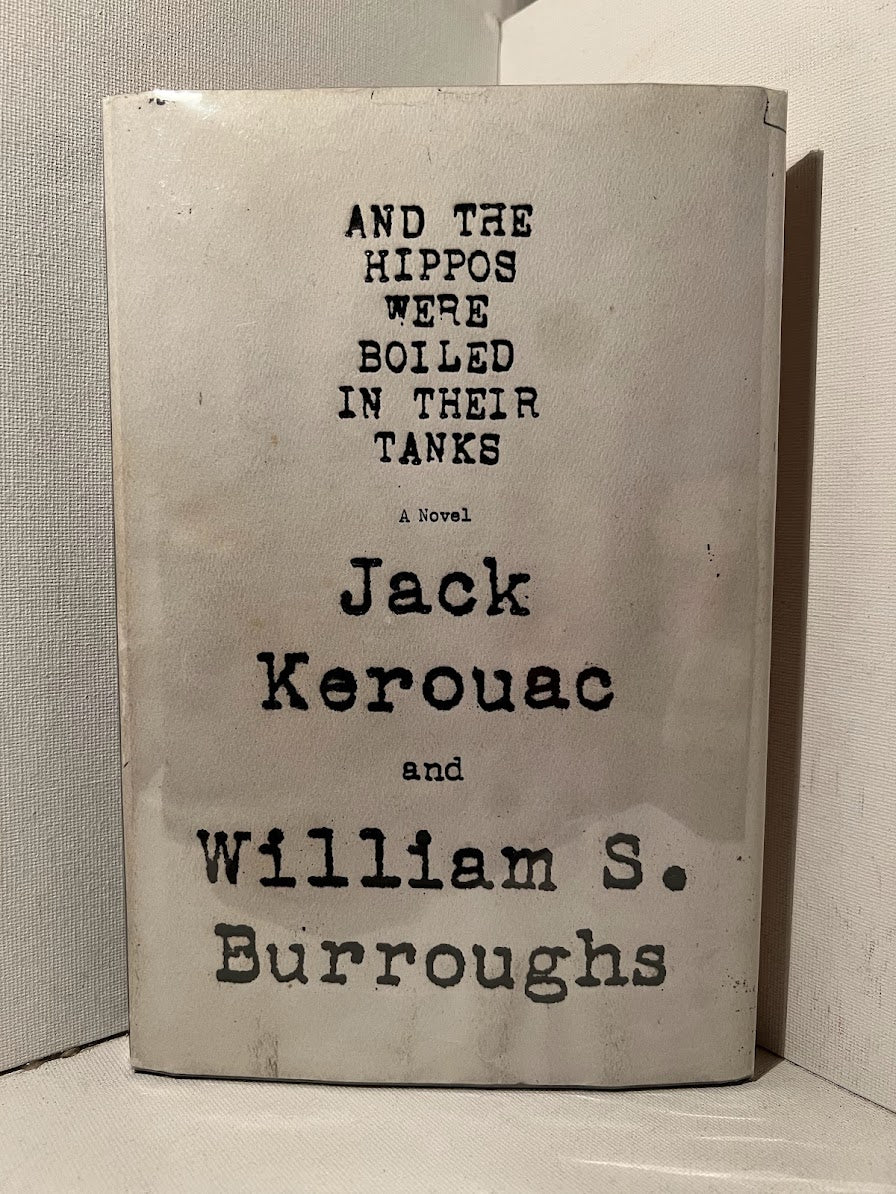 AND THE
HIPPOS
WERE
BOILED
IN THEIR
TANKS
A Novel
Jack
Kerouac
and
William S.
Burroughs